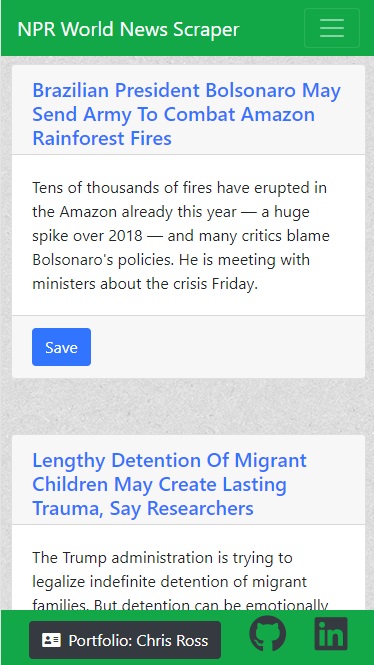 NPR World News Scraper
Brazilian President Bolsonaro May
Send Army To Combat Amazon
Rainforest Fires
Tens of thousands of fires have erupted in
the Amazon already this year — a huge
spike over 2018 — and many critics blame
Bolsonaro's policies. He is meeting with
ministers about the crisis Friday.
Save
Lengthy Detention Of Migrant
Children May Create Lasting
Trauma, Say Researchers
The Trump administration is trying to
legalize indefinite detention of migrant
families. But detention can be emotionally
Portfolio: Chris Ross